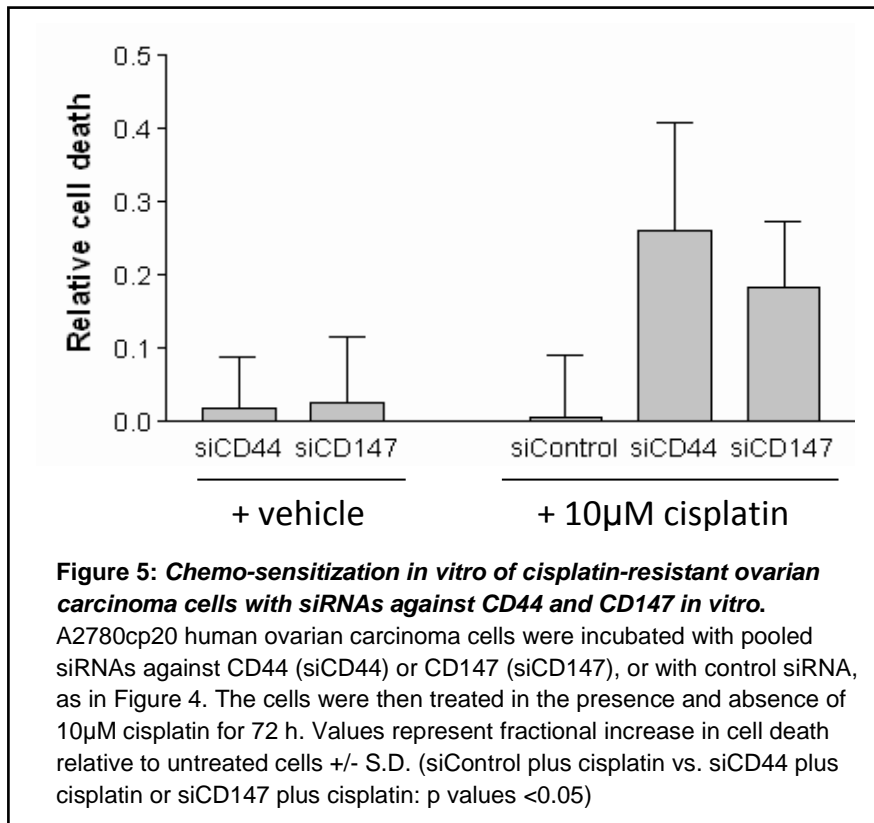 0.5
0.4
0.3
0.2
0.1
0.0
Relative cell death
siCD44 siCD147 siControl siCD44 siCD147
+ vehicle + 10µM cisplatin
Figure 5: Chemo-sensitization in vitro of cisplatin-resistant ovarian
carcinoma cells with siRNAs against CD44 and CD147 in vitro.
A2780cp20 human ovarian carcinoma cells were incubated with pooled
siRNAs against CD44 (siCD44) or CD147 (siCD147), or with control siRNA,
as in Figure 4. The cells were then treated in the presence and absence of
10µM cisplatin for 72 h. Values represent fractional increase in cell death
relative to untreated cells +/- S.D. (siControl plus cisplatin vs. siCD44 plus
cisplatin or siCD147 plus cisplatin: p values <0.05)